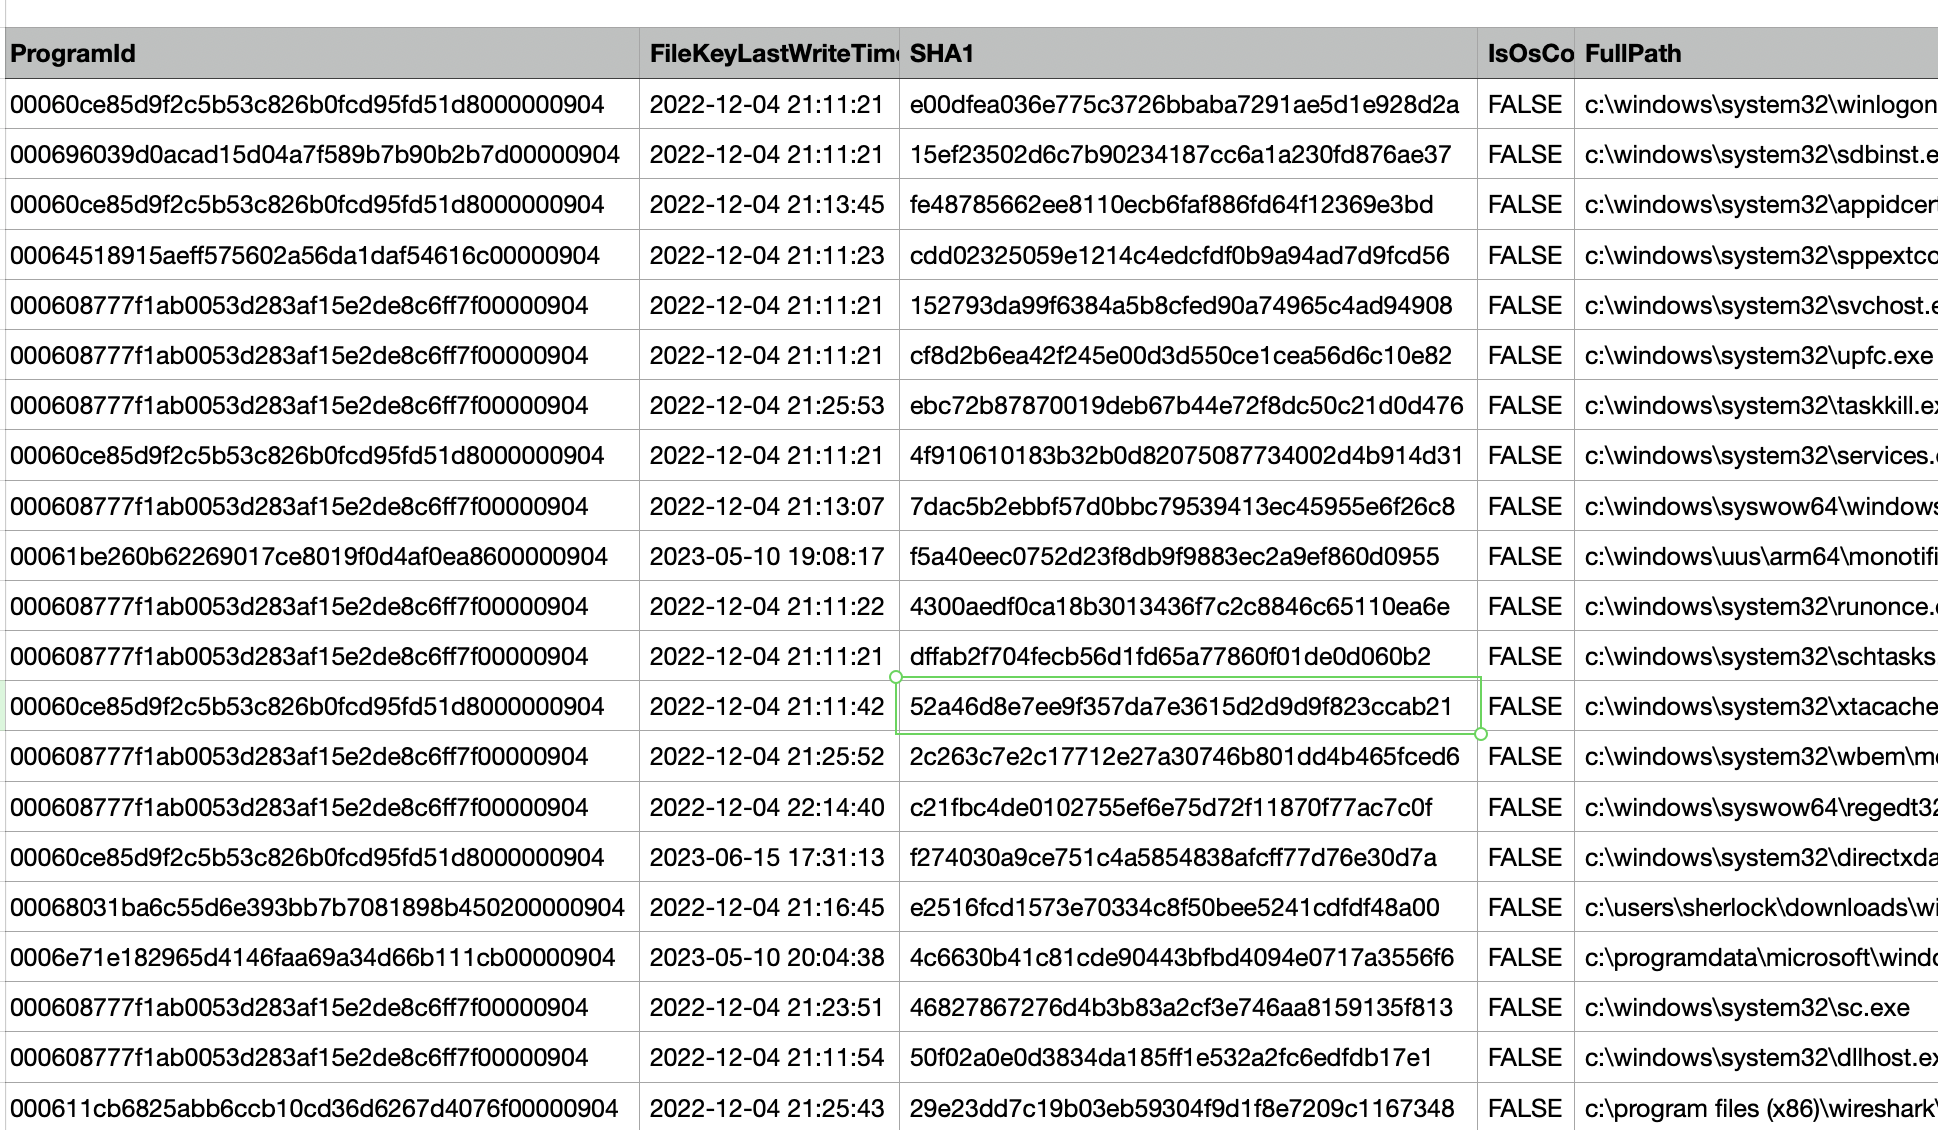 ProgramId FileKeyLastWriteTime SHA1 IsOsCo FullPath
00060ce85d9f2c5b53c826b0fcd95fd51d8000000904 2022-12-04 21:11:21 e00dfea036e775c3726bbaba7291ae5d1e928d2a FALSE c:\windows\system32\winlogon
000696039d0acad15d04a7f589b7b90b2b7d00000904 2022-12-04 21:11:21 15ef23502d6c7b90234187cc6a1a230fd876ae37 FALSE c:\windows\system32\sdbinst.e
00060ce85d9f2c5b53c826b0fcd95fd51d8000000904 2022-12-04 21:13:45 fe48785662ee8110ecb6faf886fd64f12369e3bd FALSE c:\windows\system32\appidcert
00064518915aeff575602a56da1daf54616c00000904 2022-12-04 21:11:23 cdd02325059e1214c4edcfdf0b9a94ad7d9fcd56 FALSE c:\windows\system32\sppextco
000608777f1ab0053d283af15e2de8c6ff7f00000904 2022-12-04 21:11:21 152793da99f6384a5b8cfed90a74965c4ad94908 FALSE c:\windows\system32\svchost.e
000608777f1ab0053d283af15e2de8c6ff7f00000904 2022-12-04 21:11:21 cf8d2b6ea42f245e00d3d550ce1cea56d6c10e82 FALSE c:\windows\system32\upfc.exe
000608777f1ab0053d283af15e2de8c6ff7f00000904 2022-12-04 21:25:53 ebc72b87870019deb67b44e72f8dc50c21d0d476 FALSE c:\windows\system32\taskkill.ex
00060ce85d9f2c5b53c826b0fcd95fd51d8000000904 2022-12-04 21:11:21 4f910610183b32b0d82075087734002d4b914d31 FALSE c:\windows\system32\services.e
000608777f1ab0053d283af15e2de8c6ff7f00000904 2022-12-04 21:13:07 7dac5b2ebbf57d0bbc79539413ec45955e6f26c8 FALSE c:\windows\syswow64\windows
00061be260b62269017ce8019f0d4af0ea8600000904 2023-05-10 19:08:17 f5a40eec0752d23f8db9f9883ec2a9ef860d0955 FALSE c:\windows\uus\arm64\monotifi
000608777f1ab0053d283af15e2de8c6ff7f00000904 2022-12-04 21:11:22 4300aedf0ca18b3013436f7c2c8846c65110ea6e FALSE c:\windows\system32\runonce.e
000608777f1ab0053d283af15e2de8c6ff7f00000904 2022-12-04 21:11:21 dffab2f704fecb56d1fd65a77860f01de0d060b2 FALSE c:\windows\system32\schtasks
00060ce85d9f2c5b53c826b0fcd95fd51d8000000904 2022-12-04 21:11:42 52a46d8e7ee9f357da7e3615d2d9d9f823ccab21 FALSE c:\windows\system32\xtacache
000608777f1ab0053d283af15e2de8c6ff7f00000904 2022-12-04 21:25:52 2c263c7e2c17712e27a30746b801dd4b465fced6 FALSE c:\windows\system32\wbem\mo
000608777f1ab0053d283af15e2de8c6ff7f00000904 2022-12-04 22:14:40 c21fbc4de0102755ef6e75d72f11870f77ac7c0f FALSE c:\windows\syswow64\regedt32
00060ce85d9f2c5b53c826b0fcd95fd51d8000000904 2023-06-15 17:31:13 f274030a9ce751c4a5854838afcff77d76e30d7a FALSE c:\windows\system32\directxda
00068031ba6c55d6e393bb7b7081898b450200000904 2022-12-04 21:16:45 e2516fcd1573e70334c8f50bee5241cdfdf48a00 FALSE c:\users\sherlock\downloads\wi
0006e71e182965d4146faa69a34d66b111cb00000904 2023-05-10 20:04:38 4c6630b41c81cde90443bfbd4094e0717a3556f6 FALSE c:\programdata\microsoft\windo
000608777f1ab0053d283af15e2de8c6ff7f00000904 2022-12-04 21:23:51 46827867276d4b3b83a2cf3e746aa8159135f813 FALSE c:\windows\system32\sc.exe
000608777f1ab0053d283af15e2de8c6ff7f00000904 2022-12-04 21:11:54 50f02a0e0d3834da185ff1e532a2fc6edfdb17e1 FALSE c:\windows\system32\dllhost.ex
000611cb6825abb6ccb10cd36d6267d4076f00000904 2022-12-04 21:25:43 29e23dd7c19b03eb59304f9d1f8e7209c1167348 FALSE c:\program files (x86)\wireshark\